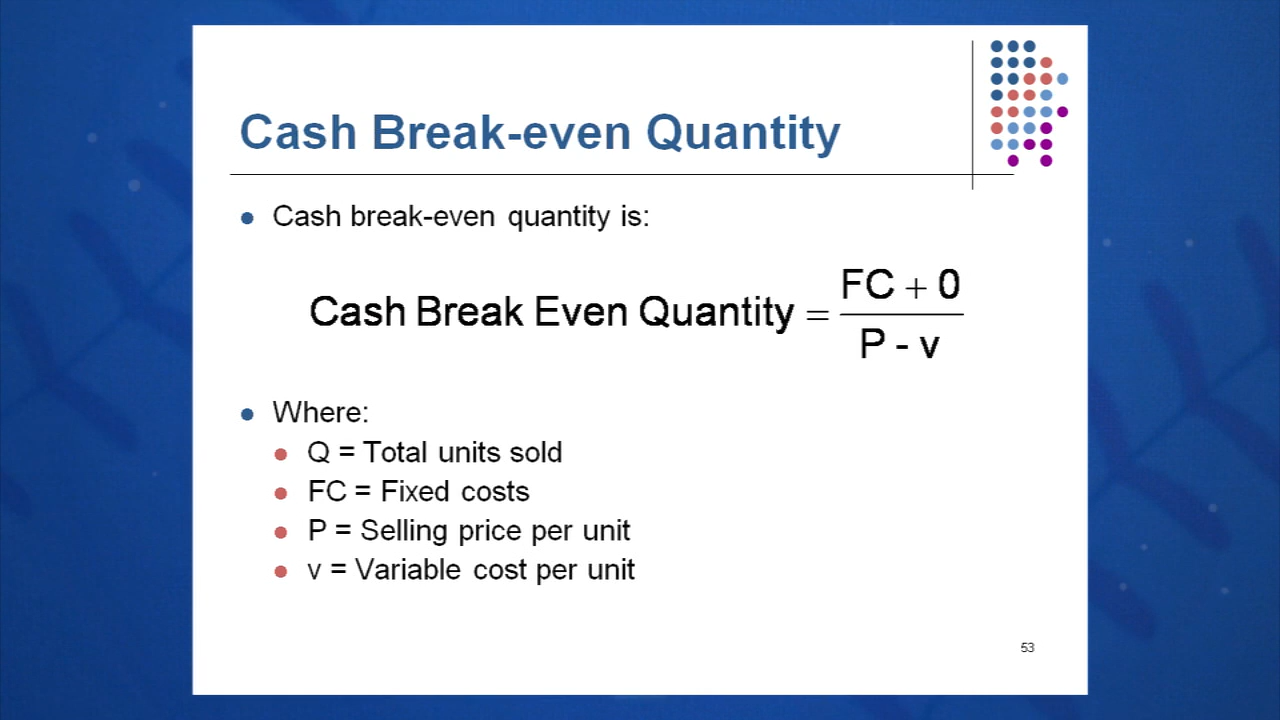 Cash Break-even Quantity
Cash break-even quantity is:
Cash Break Even Quantity = FC + 0 / P - v
Where:
Q = Total units sold
FC = Fixed costs
P = Selling price per unit
v = Variable cost per unit
53